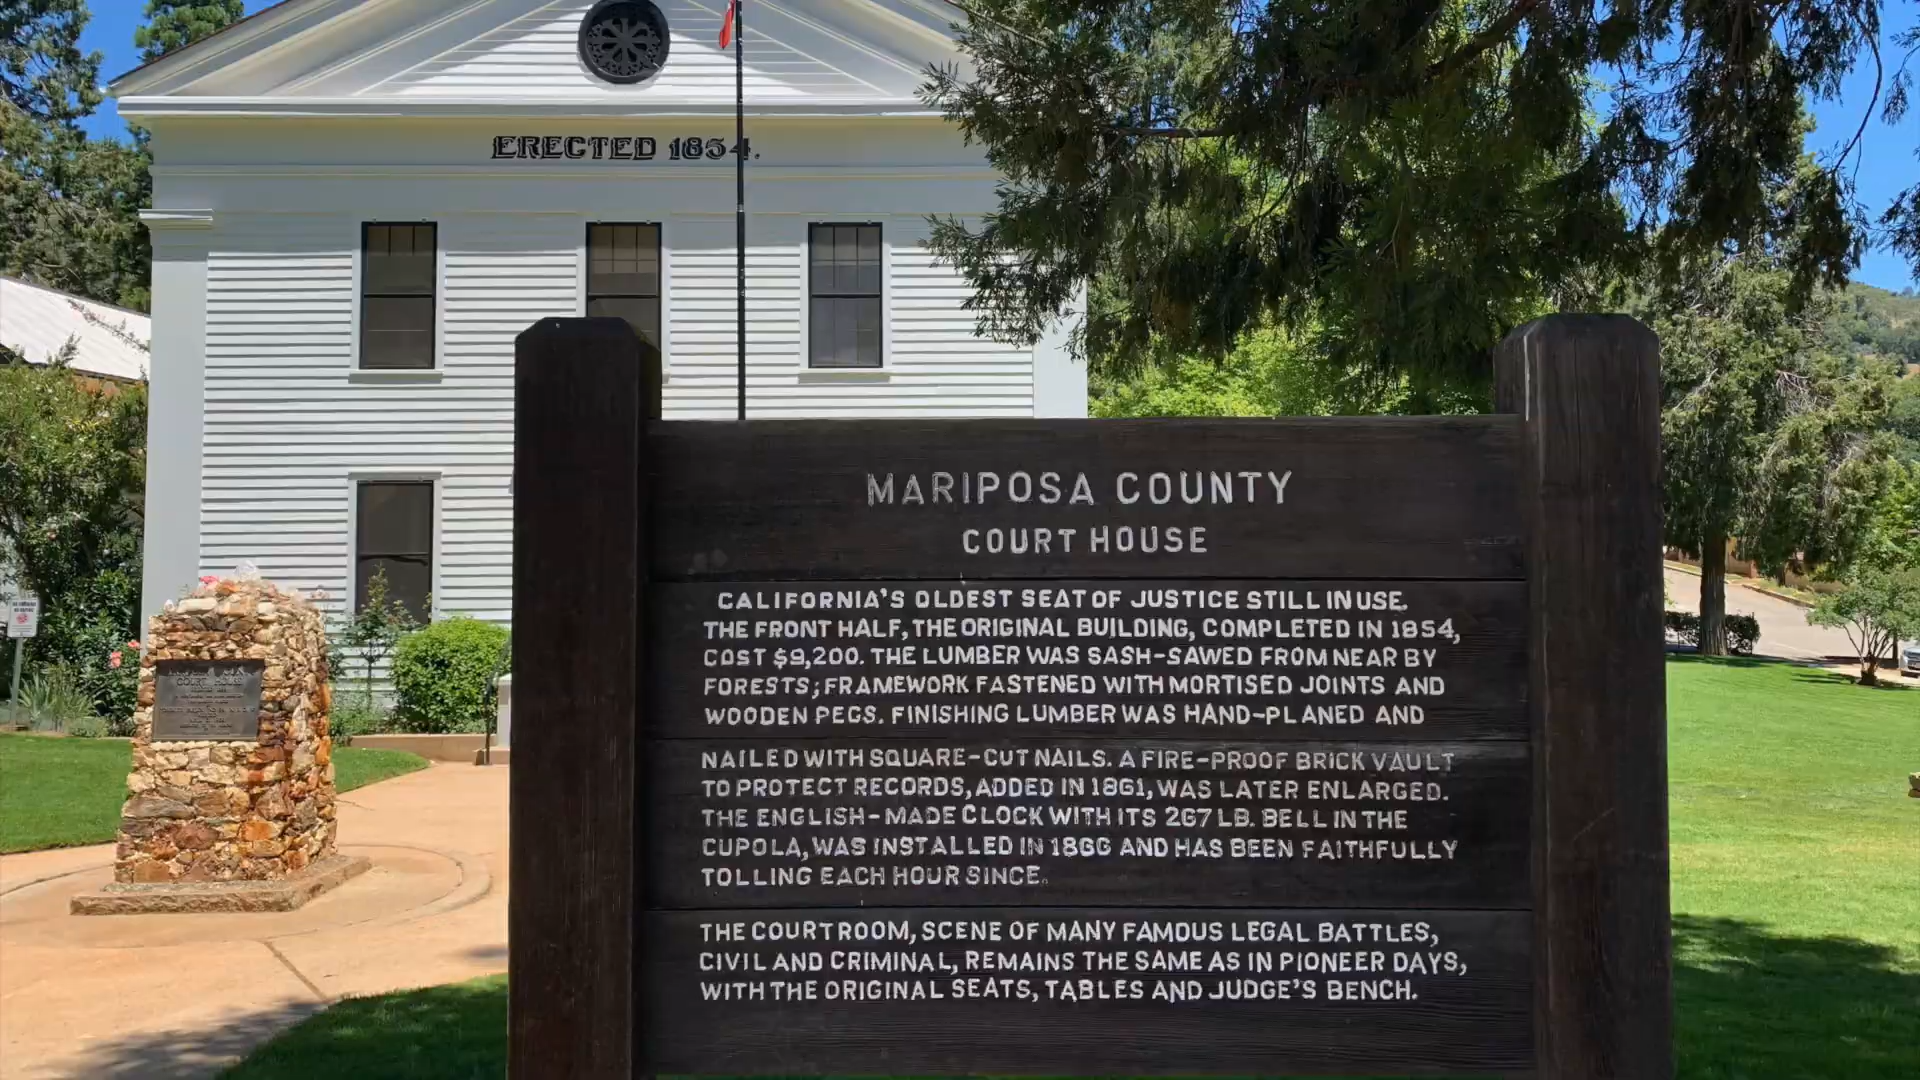 ERECTED 1854.
MARIPOSA COUNTY
COURT HOUSE
CALIFORNIA'S OLDEST SEAT OF JUSTICE STILL IN USE.
THE FRONT HALF, THE ORIGINAL BUILDING, COMPLETED IN 1854,
COST $9,200. THE LUMBER WAS SASH-SAWED FROM NEAR BY
FORESTS; FRAMEWORK FASTENED WITH MORTISED JOINTS AND
WOODEN PEGS. FINISHING LUMBER WAS HAND-PLANED AND
NAILED WITH SQUARE-CUT NAILS. A FIRE-PROOF BRICK VAULT
TO PROTECT RECORDS, ADDED IN 1861, WAS LATER ENLARGED.
THE ENGLISH-MADE CLOCK WITH ITS 267 LB. BELL IN THE
CUPOLA, WAS INSTALLED IN 1866 AND HAS BEEN FAITHFULLY
TOLLING EACH HOUR SINCE.
THE COURTROOM, SCENE OF MANY FAMOUS LEGAL BATTLES,
CIVIL AND CRIMINAL, REMAINS THE SAME AS IN PIONEER DAYS,
WITH THE ORIGINAL SEATS, TABLES AND JUDGE'S BENCH.
COURT HOUSE